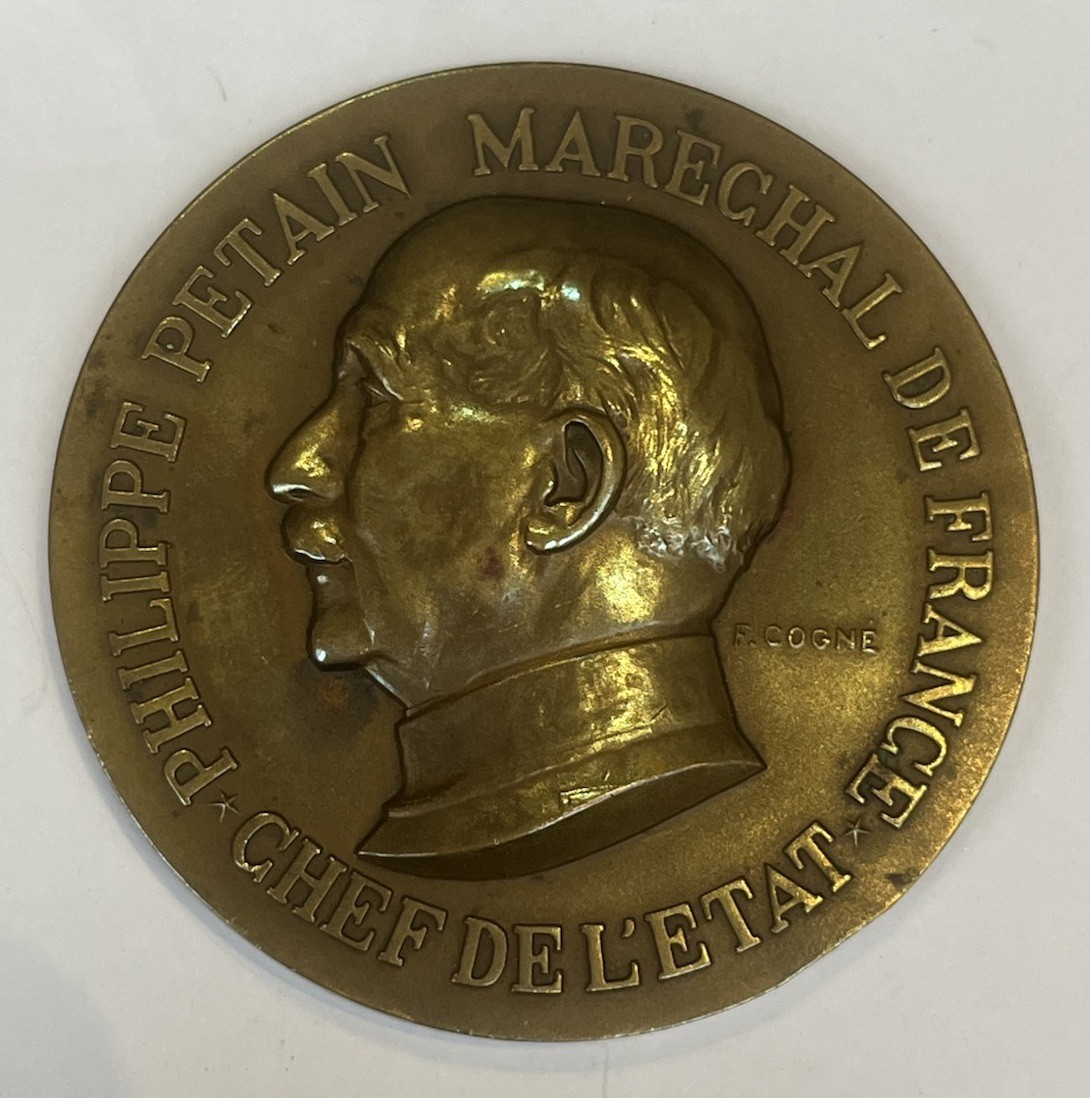 PHILIPPE PETAIN MARECHAL DE FRANCE
CHEF DE L'ETAT
F. COGNE